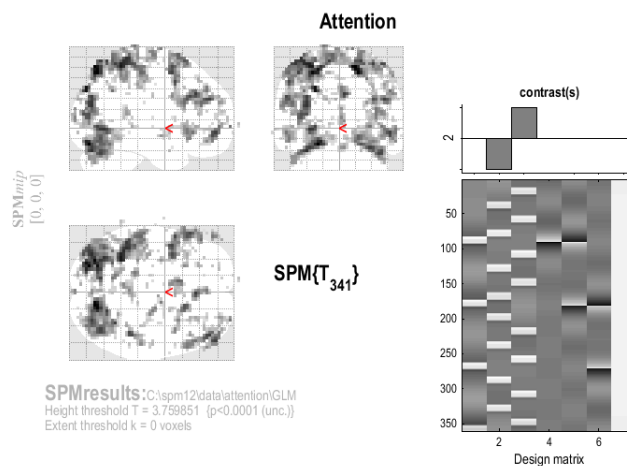 Attention
contrast(s)
2
SPMmip
[0, 0, 0]
<
<
<
SPM{T341}
0
50
100
150
200
250
300
350
2 4 6
Design matrix
SPMresults: C:\spm12\data\attention\GLM
Height threshold T = 3.759851 {p<0.0001 (unc.)}
Extent threshold k = 0 voxels